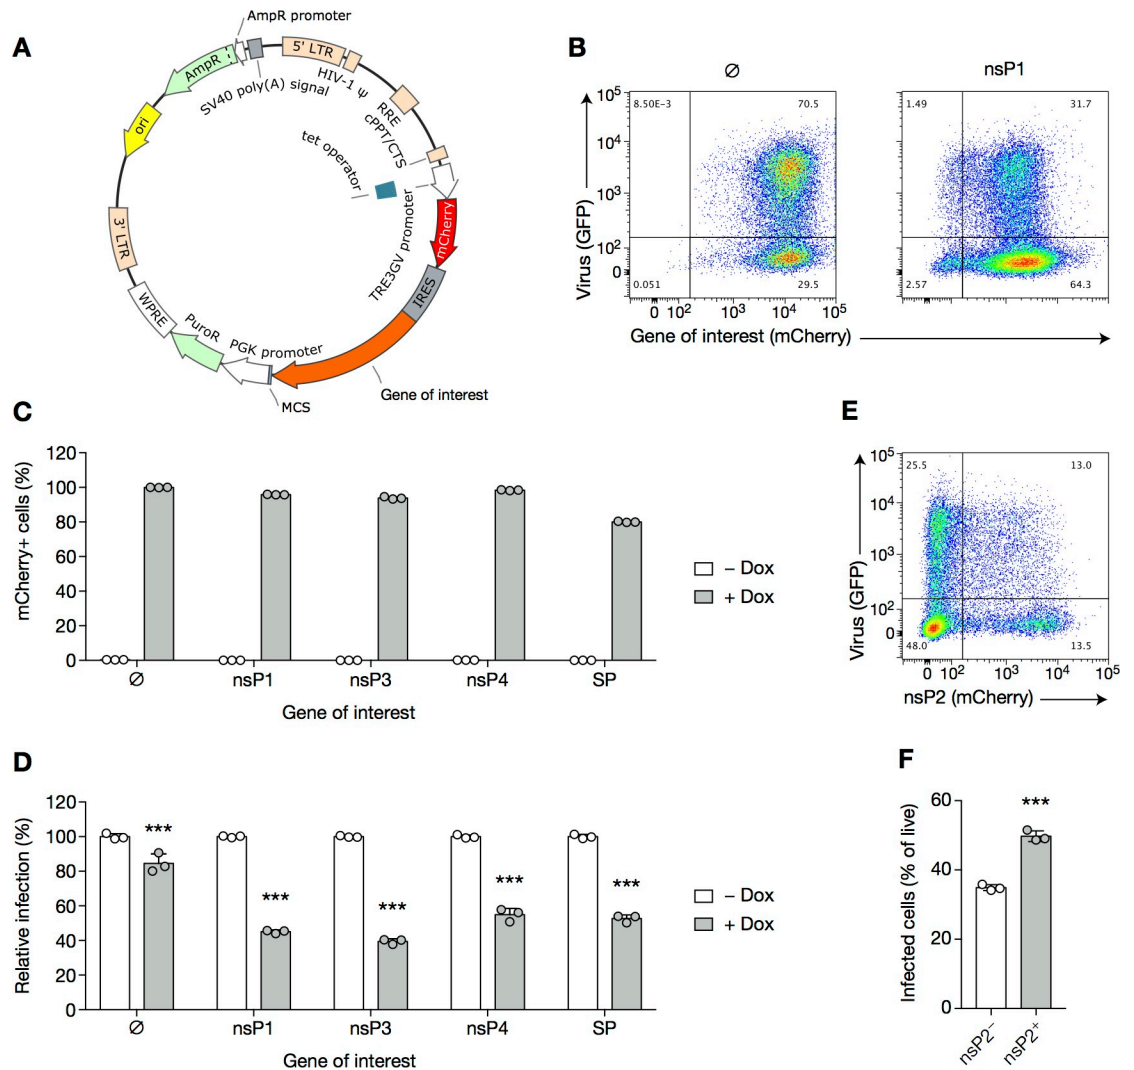 A
AmpR promoter
5' LTR
AmpR
HIV-1 Ψ
SV40 poly(A) signal
RRE
cPPT/CTS
ori
tet operator
TRE3GV promoter
mCherry
3' LTR
IRES
WPRE
PuroR
PGK promoter
Gene of interest
MCS
B
Ø
nsP1
Virus (GFP)
10⁵
10⁴
10³
10²
0
8.50E-3
70.5
0.051
29.5
0
10²
10³
10⁴
10⁵
1.49
31.7
2.57
64.3
Gene of interest (mCherry)
C
mCherry+ cells (%)
120
100
80
60
40
20
0
Ø
nsP1
nsP3
nsP4
SP
Gene of interest
– Dox
+ Dox
E
Virus (GFP)
10⁵
10⁴
10³
10²
0
25.5
13.0
48.0
13.5
0
10²
10³
10⁴
10⁵
nsP2 (mCherry)
D
Relative infection (%)
120
100
80
60
40
20
0
***
***
***
***
***
Ø
nsP1
nsP3
nsP4
SP
Gene of interest
– Dox
+ Dox
F
Infected cells (% of live)
60
40
20
0
***
nsP2⁻
nsP2⁺